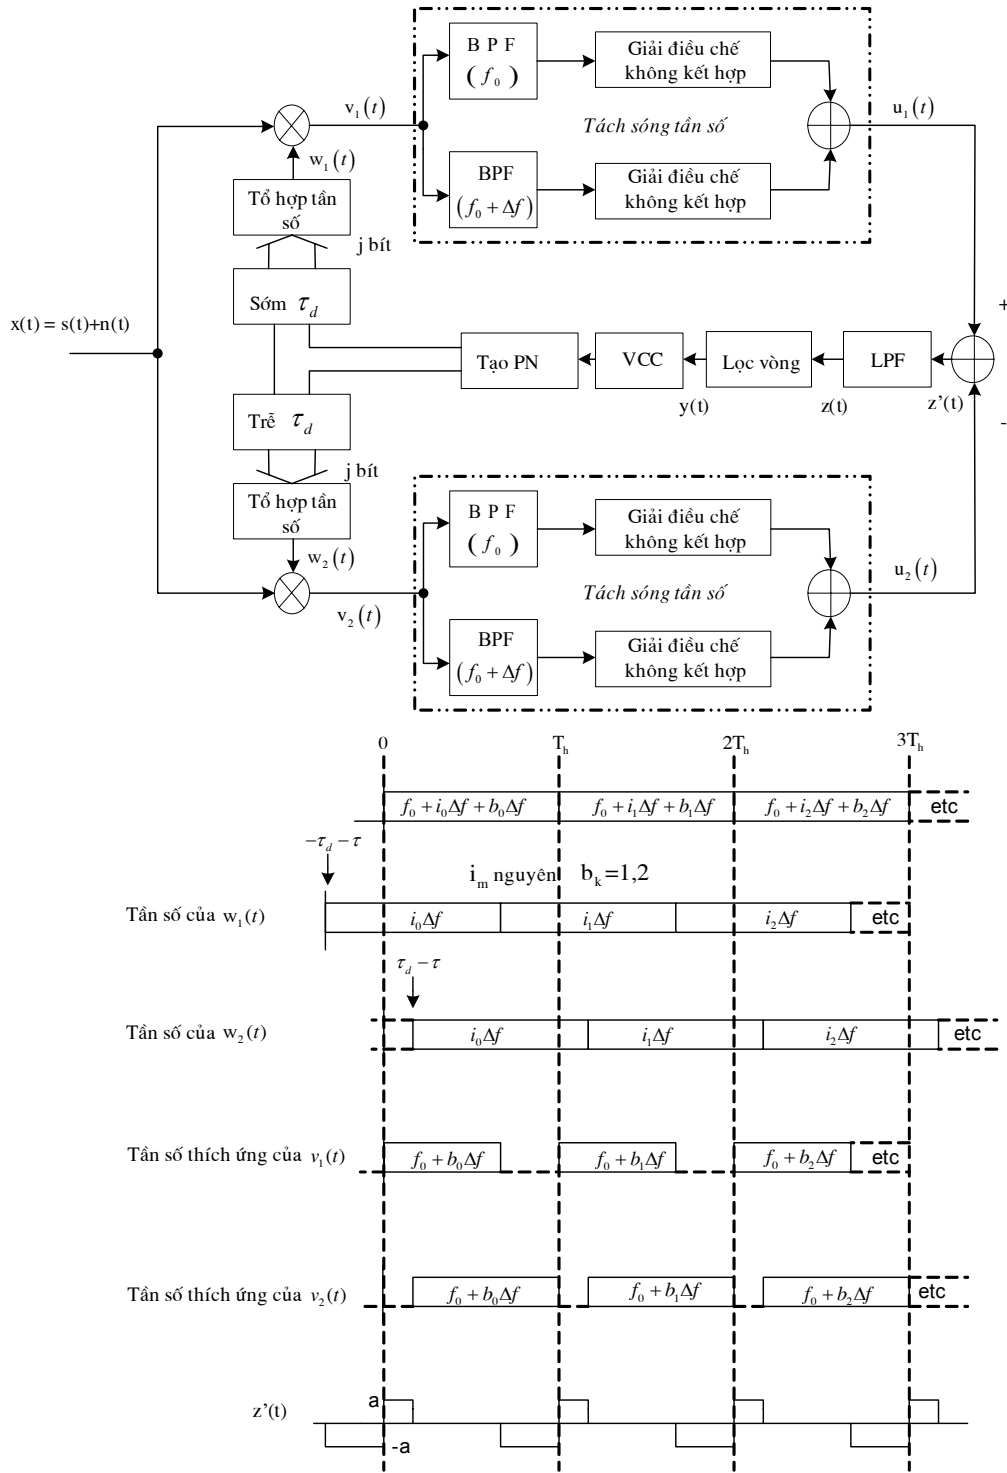 B P F
(f₀)
Giải điều chế
không kết hợp
v₁(t)
u₁(t)
Tách sóng tần số
w₁(t)
BPF
(f₀ + Δf)
Giải điều chế
không kết hợp
Tổ hợp tần
số
j bít
Sớm τ_d
x(t) = s(t)+n(t)
+
Tạo PN
VCC
Lọc vòng
LPF
y(t)
z(t)
z’(t)
Trễ τ_d
-
j bít
Tổ hợp tần
số
B P F
(f₀)
Giải điều chế
không kết hợp
w₂(t)
u₂(t)
Tách sóng tần số
v₂(t)
BPF
(f₀ + Δf)
Giải điều chế
không kết hợp
0 T_h 2T_h 3T_h
f₀ + i₀Δf + b₀Δf f₀ + i₁Δf + b₁Δf f₀ + i₂Δf + b₂Δf etc
−τ_d − τ
i_m nguyên b_k=1,2
Tần số của w₁(t) i₀Δf i₁Δf i₂Δf etc
τ_d − τ
Tần số của w₂(t) i₀Δf i₁Δf i₂Δf etc
Tần số thích ứng của v₁(t) f₀ + b₀Δf f₀ + b₁Δf f₀ + b₂Δf etc
Tần số thích ứng của v₂(t) f₀ + b₀Δf f₀ + b₁Δf f₀ + b₂Δf etc
z’(t) a
-a